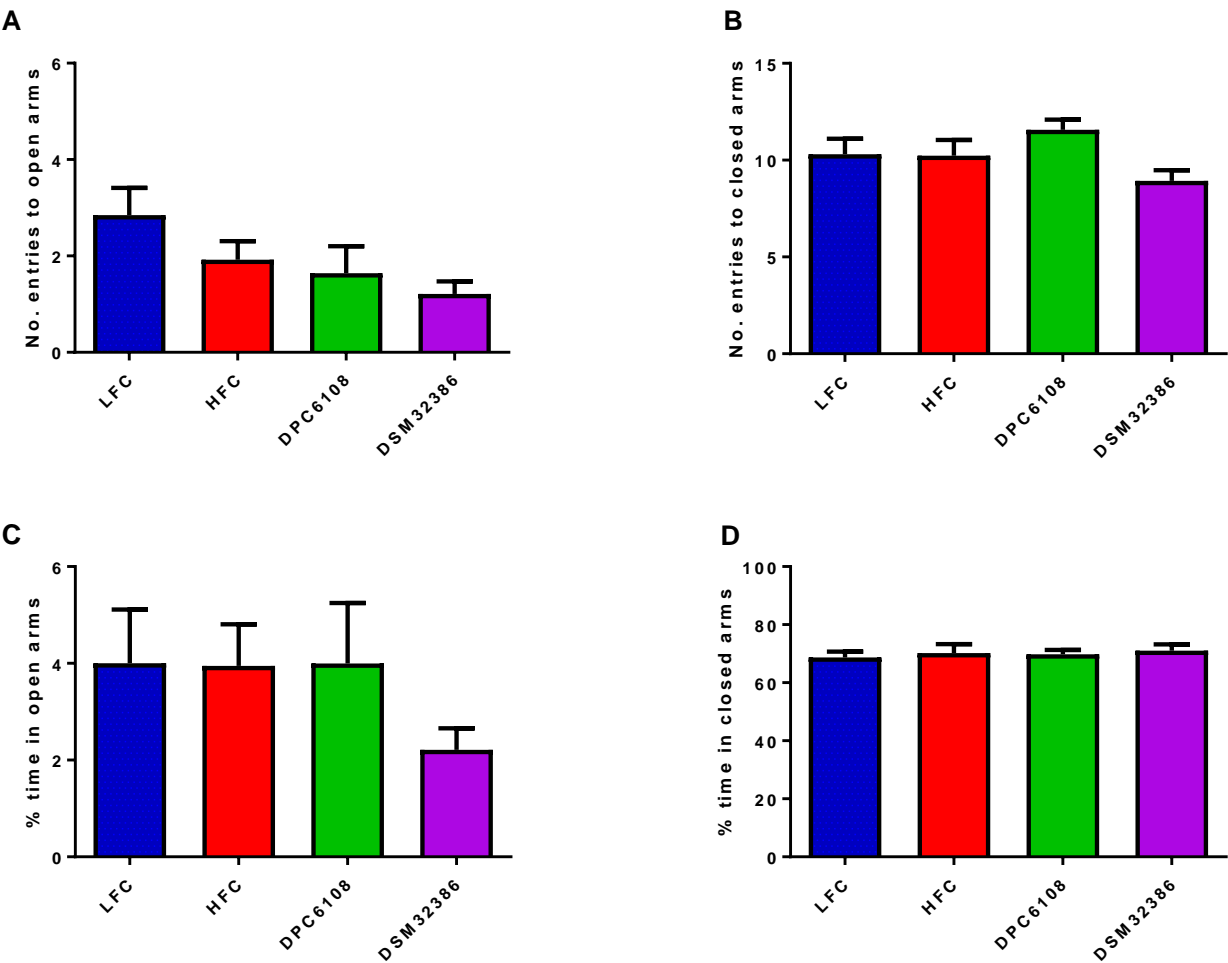 A
No. entries to open arms
6
4
2
0
LFC
HFC
DPC6108
DSM32386
B
No. entries to closed arms
15
10
5
0
LFC
HFC
DPC6108
DSM32386
C
% time in open arms
6
4
2
0
LFC
HFC
DPC6108
DSM32386
D
% time in closed arms
100
80
60
40
20
0
LFC
HFC
DPC6108
DSM32386